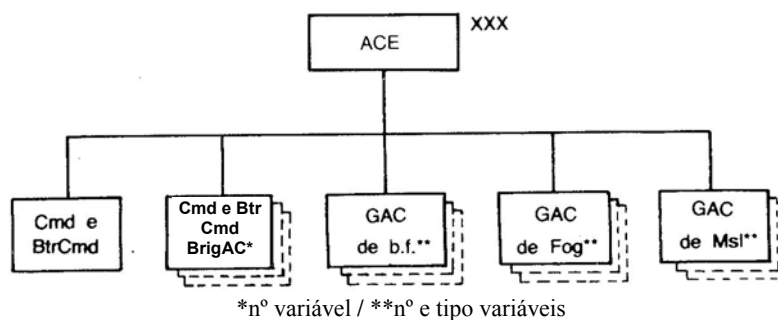 ACE
XXX
Cmd e
BtrCmd
Cmd e Btr
Cmd
BrigAC*
GAC
de b.f.**
GAC
de Fog**
GAC
de Msl**
*nº variável / **nº e tipo variáveis